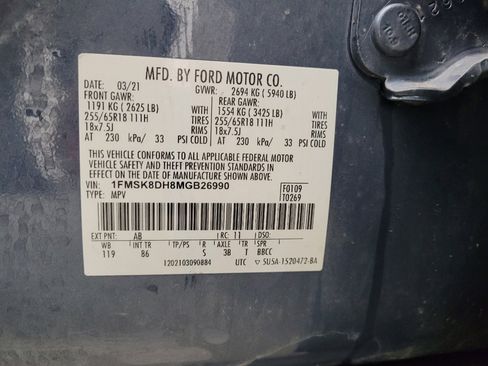 MFD. BY FORD MOTOR CO.
DATE: 03/21 GVWR: 2694 KG ( 5940 LB)
FRONT GAWR: REAR GAWR:
1191 KG ( 2625 LB) 1554 KG ( 3425 LB)
255/65R18 111H TIRES 255/65R18 111H TIRES
18x7.5J RIMS 18x7.5J RIMS
AT 230 kPa/ 33 PSI COLD AT 230 kPa/ 33 PSI COLD
THIS VEHICLE CONFORMS TO ALL APPLICABLE FEDERAL MOTOR
VEHICLE SAFETY AND THEFT PREVENTION STANDARDS IN
EFFECT ON THE DATE OF MANUFACTURE SHOWN ABOVE.
VIN: 1FMSK8DH8MGB26990 F0109
TYPE: MPV T0269
EXT PNT: AB RC: 11 DSO:
WB INT TR TP/PS R AXLE TR SPR
119 86 S 3B T BBCC
1202103090884 UTC ▽ 5U5A-1520472-BA